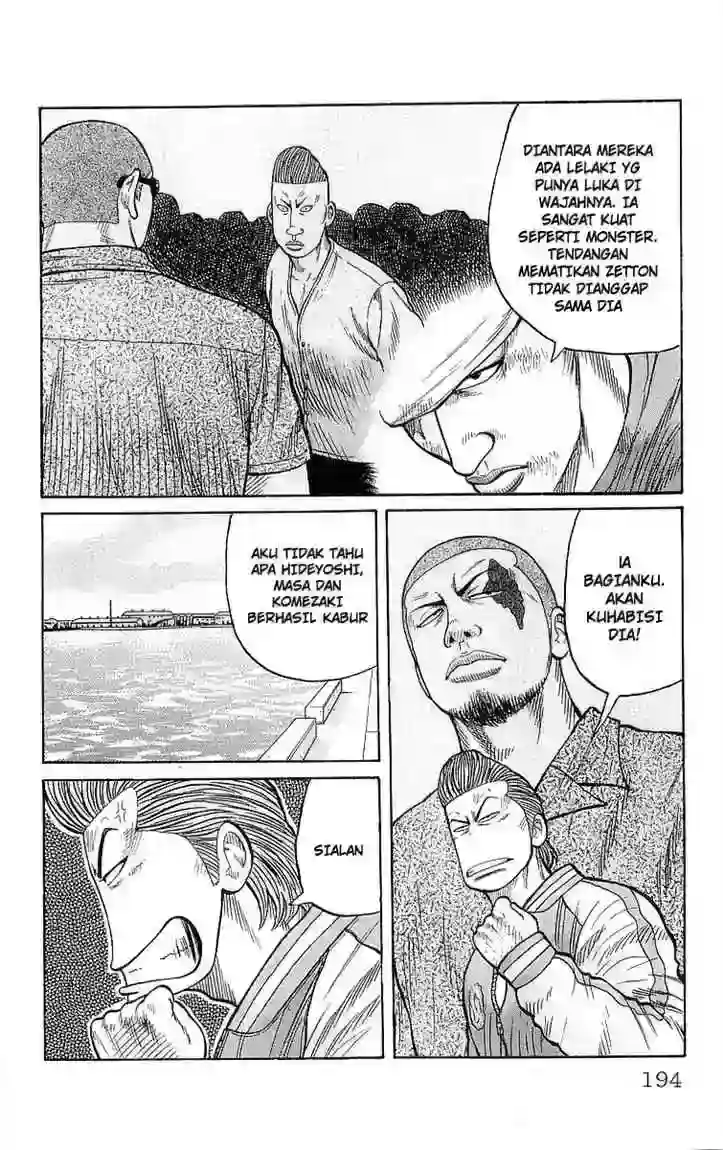 DIANTARA MEREKA
ADA LELAKI YG
PUNYA LUKA DI
WAJAHNYA. IA
SANGAT KUAT
SEPERTI MONSTER.
TENDANGAN
MEMATIKAN ZETTON
TIDAK DIANGGAP
SAMA DIA
IA
BAGIANKU.
AKAN
KUHABISI
DIA!
AKU TIDAK TAHU
APA HIDEYOSHI,
MASA DAN
KOMEZAKI
BERHASIL KABUR
SIALAN
194